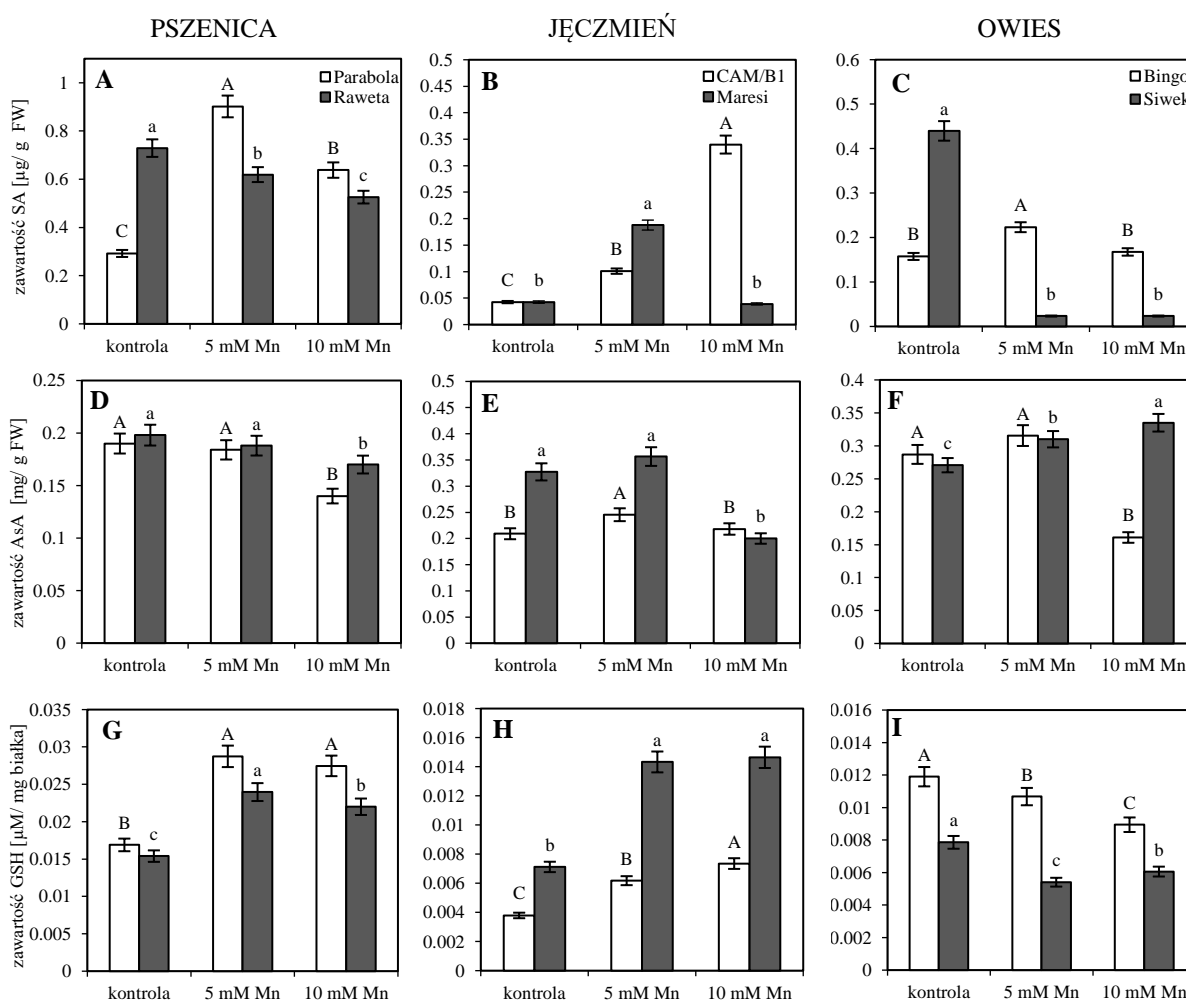 PSZENICA JĘCZMIEŃ OWIES
A
Parabola
Raweta
zawartość SA [µg/ g FW]
1
0.8
0.6
0.4
0.2
0
C a A b B c
kontrola 5 mM Mn 10 mM Mn
B
CAM/B1
Maresi
0.5
0.45
0.4
0.35
0.3
0.25
0.2
0.15
0.1
0.05
0
C b B a A b
kontrola 5 mM Mn 10 mM Mn
C
Bingo
Siwek
0.6
0.5
0.4
0.3
0.2
0.1
0
B a A b B b
kontrola 5 mM Mn 10 mM Mn
D
zawartość AsA [mg/ g FW]
0.25
0.2
0.15
0.1
0.05
0
A a A a B b
kontrola 5 mM Mn 10 mM Mn
E
0.5
0.45
0.4
0.35
0.3
0.25
0.2
0.15
0.1
0.05
0
B a A a B b
kontrola 5 mM Mn 10 mM Mn
F
0.4
0.35
0.3
0.25
0.2
0.15
0.1
0.05
0
A c A b B a
kontrola 5 mM Mn 10 mM Mn
G
zawartość GSH [µM/ mg białka]
0.035
0.03
0.025
0.02
0.015
0.01
0.005
0
B c A a A b
kontrola 5 mM Mn 10 mM Mn
H
0.018
0.016
0.014
0.012
0.01
0.008
0.006
0.004
0.002
0
C b B a A a
kontrola 5 mM Mn 10 mM Mn
I
0.016
0.014
0.012
0.01
0.008
0.006
0.004
0.002
0
A a B c C b
kontrola 5 mM Mn 10 mM Mn